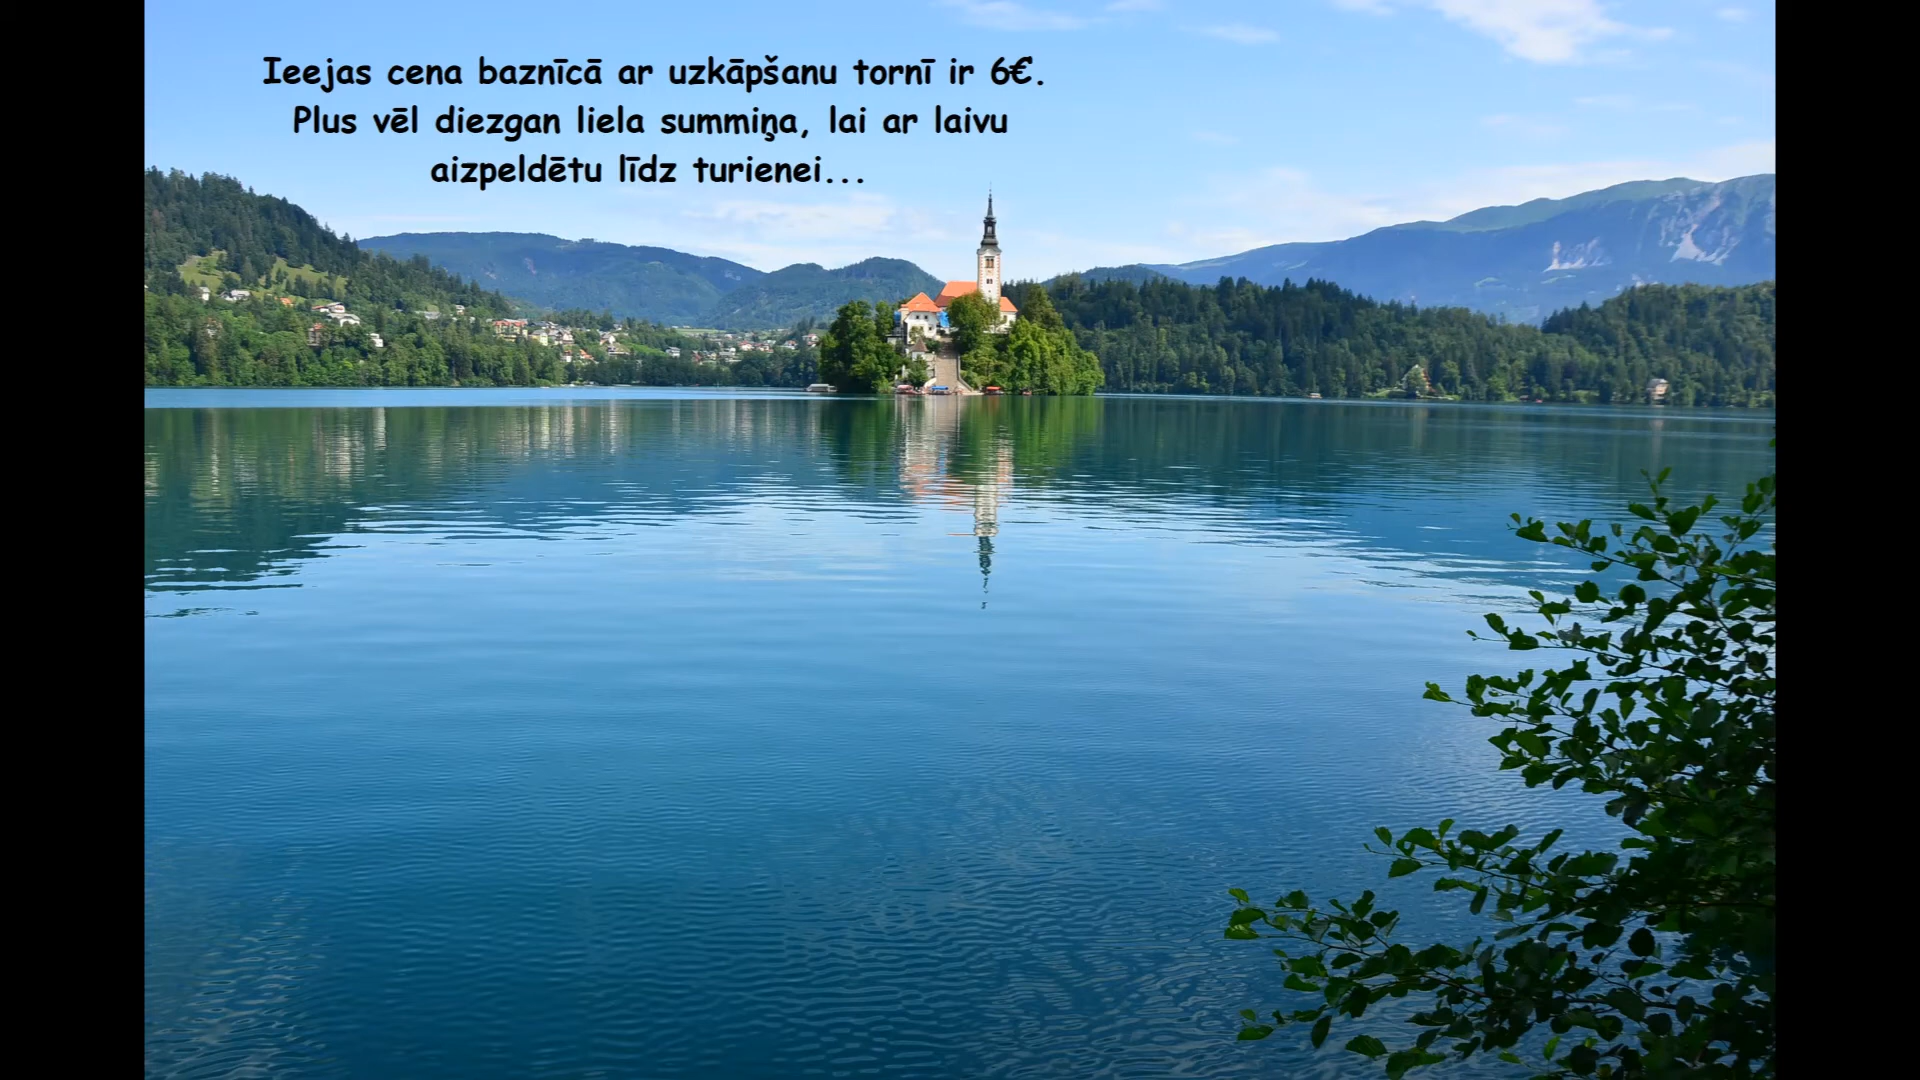 Ieejas cena baznīcā ar uzkāpšanu tornī ir 6€.
Plus vēl diezgan liela summiņa, lai ar laivu
aizpeldētu līdz turienei...